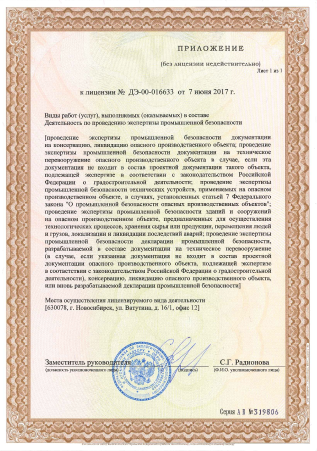 ПРИЛОЖЕНИЕ
(без лицензии недействительно)
Лист 1 из 1
к лицензии № ДЭ-00-016633 от 7 июня 2017 г.
Виды работ (услуг), выполняемых (оказываемых) в составе
Деятельность по проведению экспертизы промышленной безопасности
[проведение экспертизы промышленной безопасности документации
на консервацию, ликвидацию опасного производственного объекта; проведение
экспертизы промышленной безопасности документации на техническое
перевооружение опасного производственного объекта в случае, если эта
документация не входит в состав проектной документации такого объекта,
подлежащей экспертизе в соответствии с законодательством Российской
Федерации о градостроительной деятельности; проведение экспертизы
промышленной безопасности технических устройств, применяемых на опасном
производственном объекте, в случаях, установленных статьей 7 Федерального
закона "О промышленной безопасности опасных производственных объектов";
проведение экспертизы промышленной безопасности зданий и сооружений
на опасном производственном объекте, предназначенных для осуществления
технологических процессов, хранения сырья или продукции, перемещения людей
и грузов, локализации и ликвидации последствий аварий; проведение экспертизы
промышленной безопасности декларации промышленной безопасности,
разрабатываемой в составе документации на техническое перевооружение
(в случае, если указанная документация не входит в состав проектной
документации опасного производственного объекта, подлежащей экспертизе
в соответствии с законодательством Российской Федерации о градостроительной
деятельности), консервацию, ликвидацию опасного производственного объекта,
или вновь разрабатываемой декларации промышленной безопасности]
Места осуществления лицензируемого вида деятельности
[630078, г. Новосибирск, ул. Ватутина, д. 16/1, офис 12]
Заместитель руководителя
С.Г. Радионова
(должность уполномоченного лица)
(подпись)
(Ф.И.О. уполномоченного лица)
Серия А В №319806